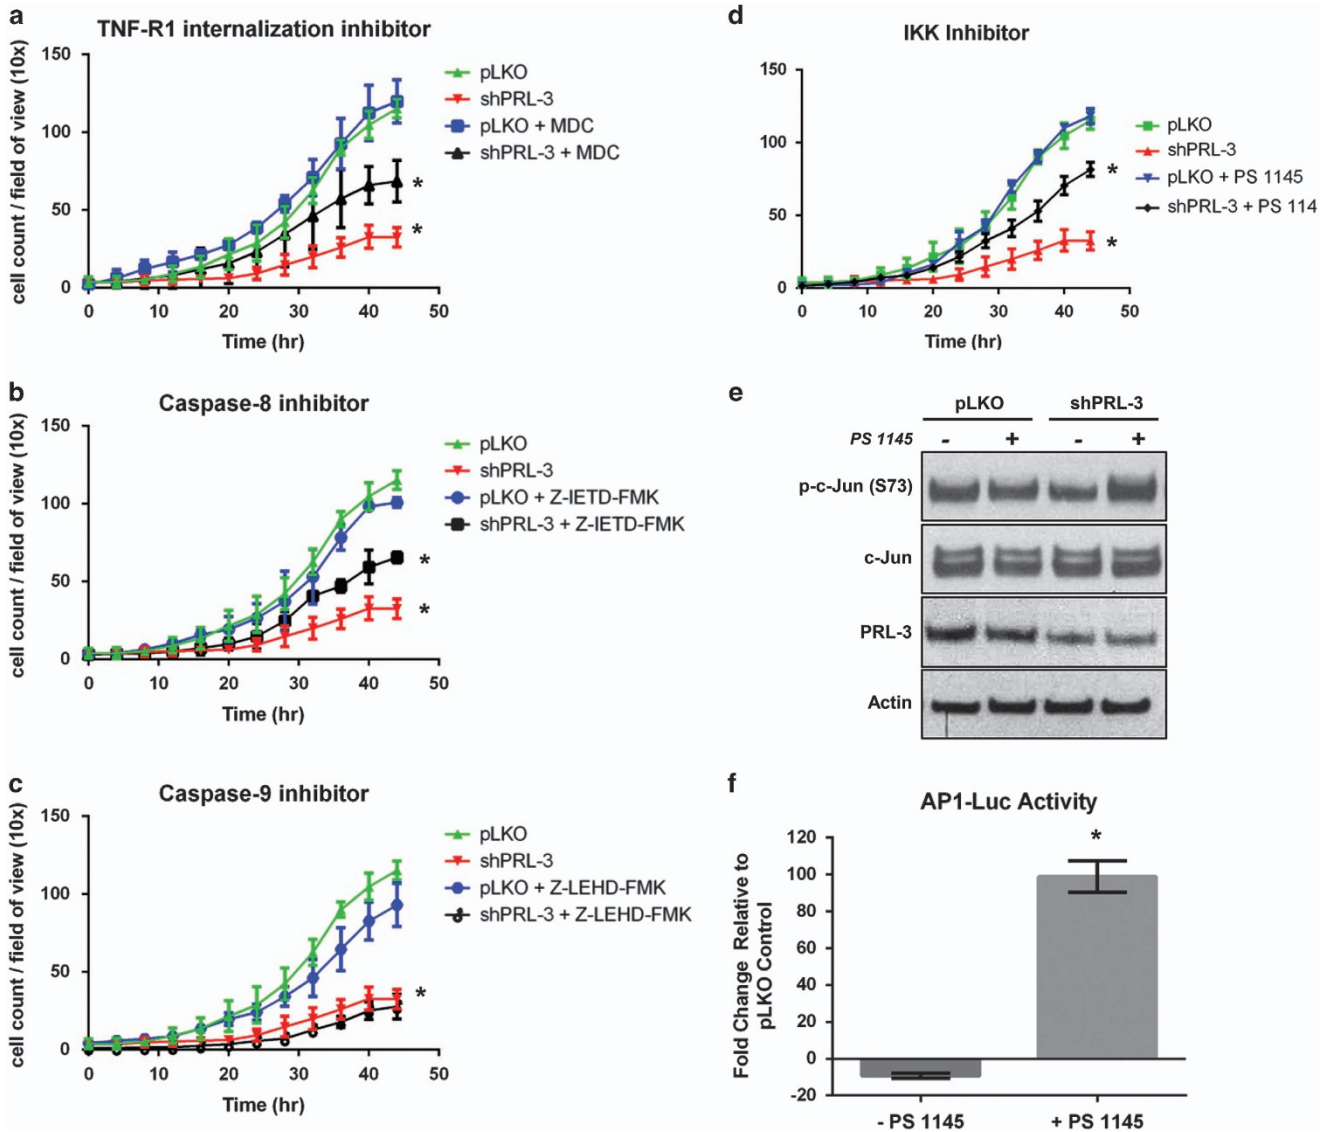 a
TNF-R1 internalization inhibitor
cell count / field of view (10x)
150
100
50
0
0 10 20 30 40 50
Time (hr)
pLKO
shPRL-3
pLKO + MDC
shPRL-3 + MDC
*
*
b
Caspase-8 inhibitor
cell count / field of view (10x)
150
100
50
0
0 10 20 30 40 50
Time (hr)
pLKO
shPRL-3
pLKO + Z-IETD-FMK
shPRL-3 + Z-IETD-FMK
*
*
c
Caspase-9 inhibitor
cell count / field of view (10x)
150
100
50
0
0 10 20 30 40 50
Time (hr)
pLKO
shPRL-3
pLKO + Z-LEHD-FMK
shPRL-3 + Z-LEHD-FMK
*
d
IKK Inhibitor
cell count / field of view (10x)
150
100
50
0
0 10 20 30 40 50
Time (hr)
pLKO
shPRL-3
pLKO + PS 1145
shPRL-3 + PS 114
*
*
e
pLKO shPRL-3
PS 1145 - + - +
p-c-Jun (S73)
c-Jun
PRL-3
Actin
f
AP1-Luc Activity
Fold Change Relative to
pLKO Control
120
100
80
60
40
20
0
-20
*
- PS 1145 + PS 1145